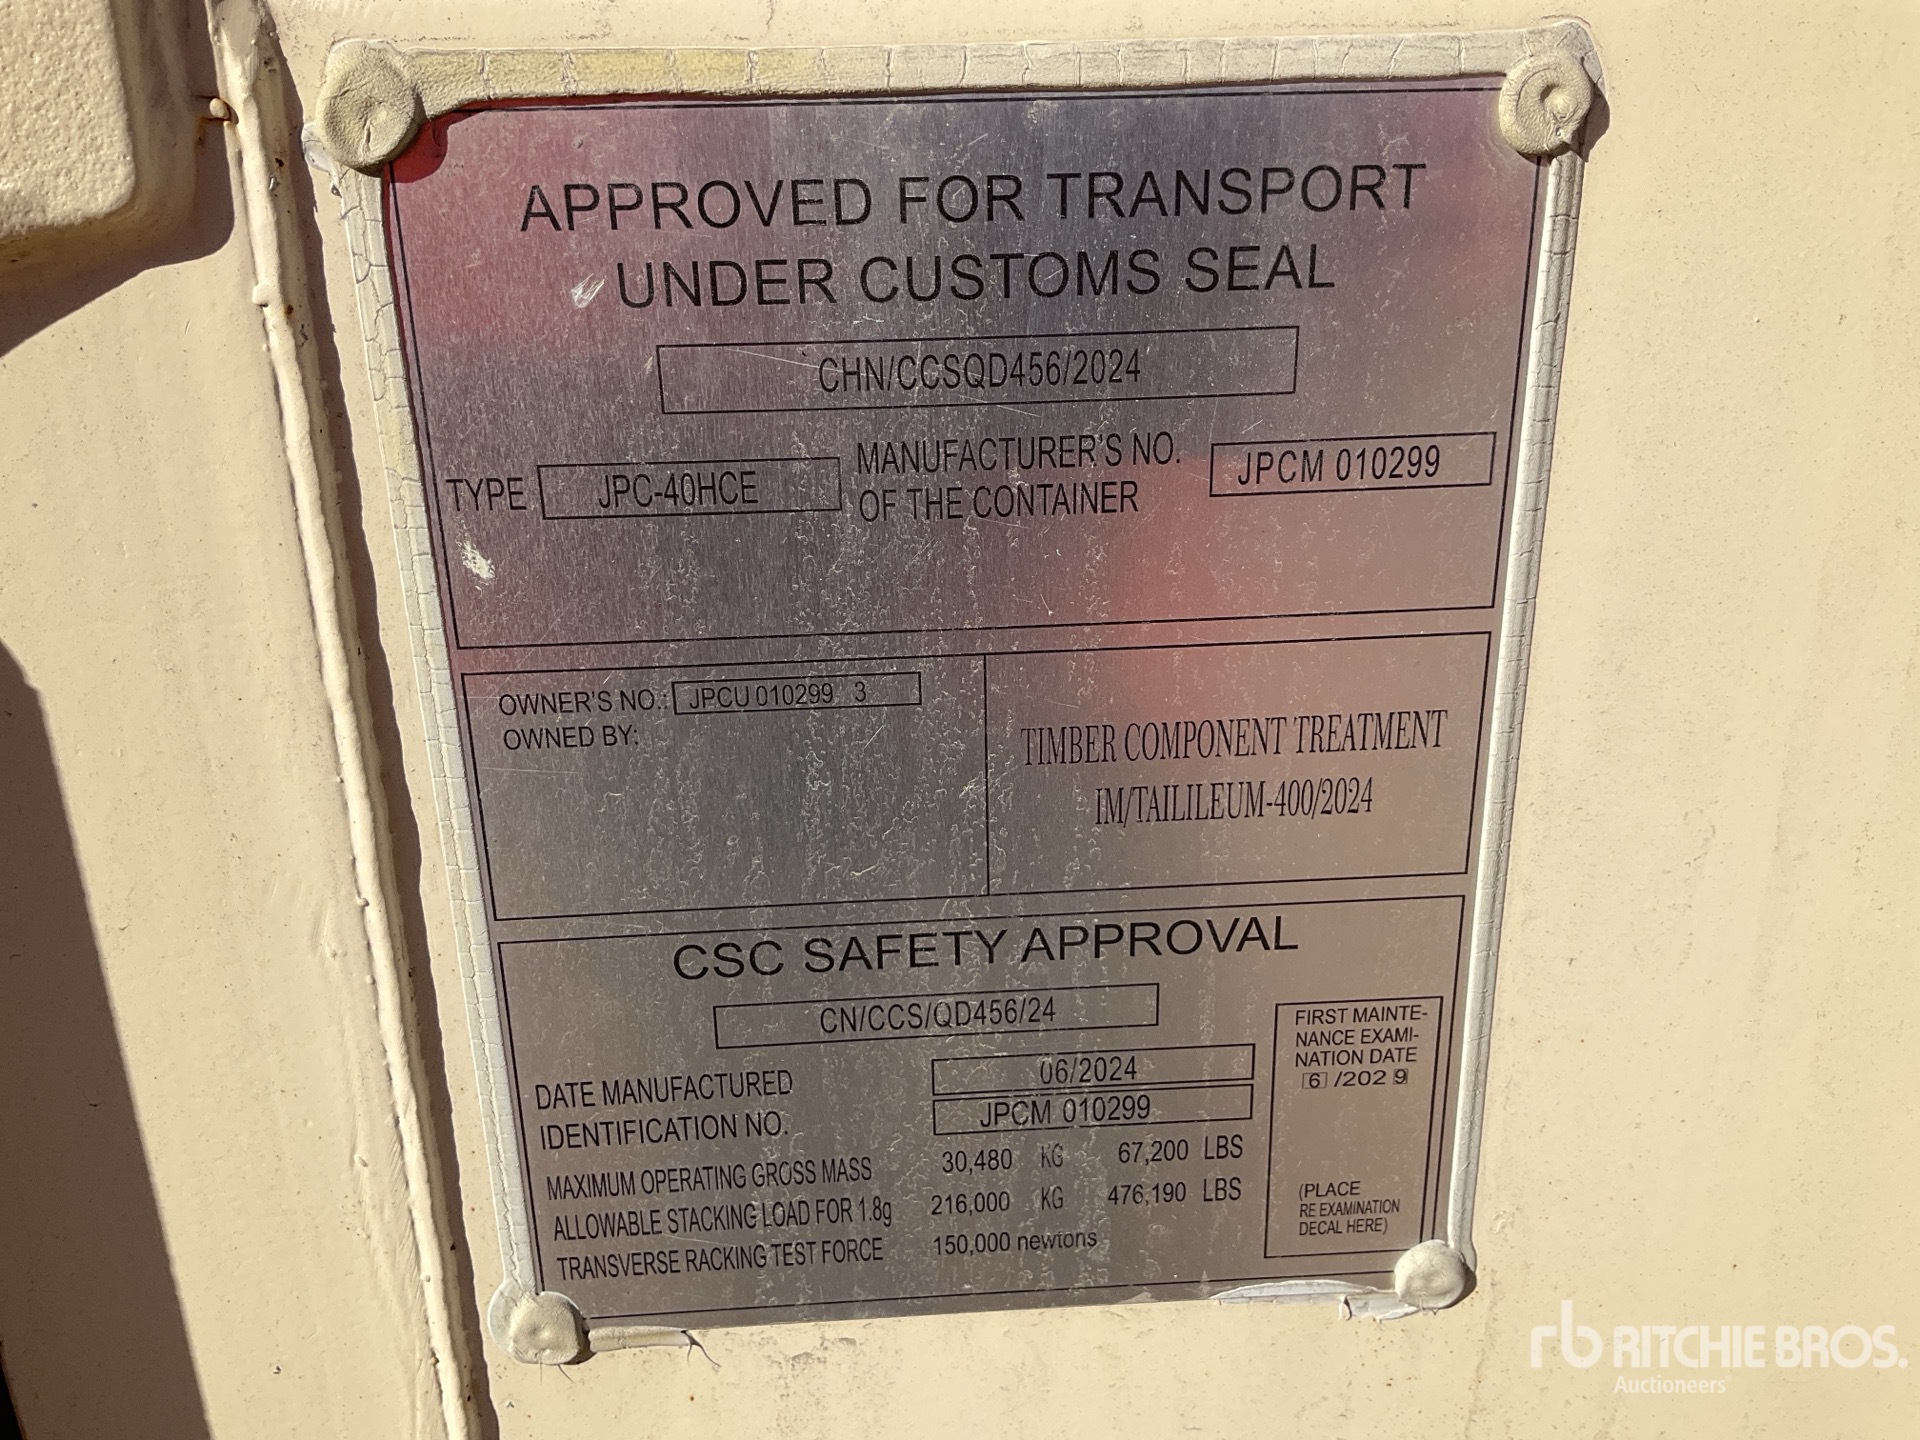 APPROVED FOR TRANSPORT
UNDER CUSTOMS SEAL
CHN/CCSQD456/2024
TYPE JPC-40HCE MANUFACTURER'S NO. OF THE CONTAINER JPCM 010299
OWNER'S NO.: JPCU 010299 3
OWNED BY:
TIMBER COMPONENT TREATMENT
IM/TAILILEUM-400/2024
CSC SAFETY APPROVAL
CN/CCS/QD456/24
DATE MANUFACTURED 06/2024
IDENTIFICATION NO. JPCM 010299
MAXIMUM OPERATING GROSS MASS 30,480 KG 67,200 LBS
ALLOWABLE STACKING LOAD FOR 1.8g 216,000 KG 476,190 LBS
TRANSVERSE RACKING TEST FORCE 150,000 newtons
FIRST MAINTE-
NANCE EXAMI-
NATION DATE
6 /202 9
(PLACE
RE EXAMINATION
DECAL HERE)
rb RITCHIE BROS.
Auctioneers